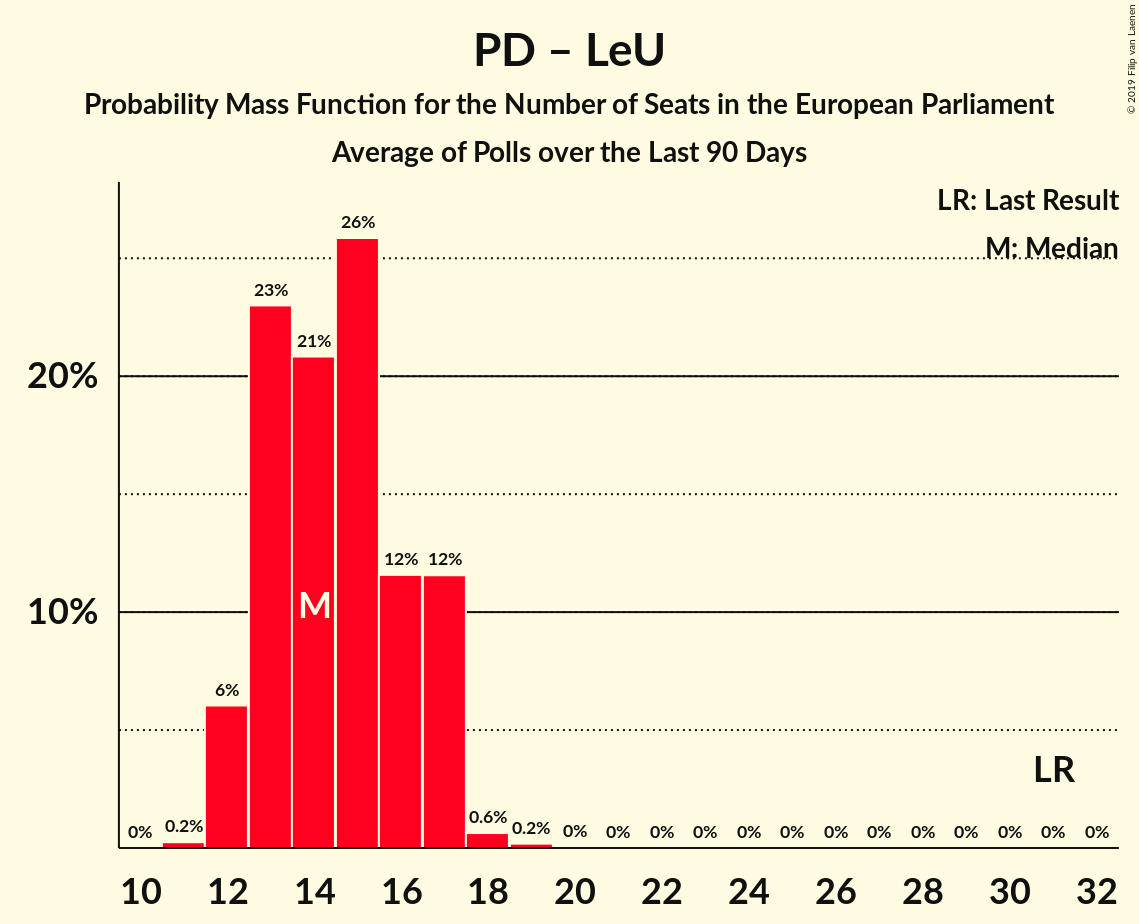 PD – LeU
Probability Mass Function for the Number of Seats in the European Parliament
Average of Polls over the Last 90 Days
© 2019 Filip van Laenen
LR: Last Result
M: Median
20%
10%
0%
0.2%
6%
23%
21%
26%
12%
12%
0.6%
0.2%
0%
0%
0%
0%
0%
0%
0%
0%
0%
0%
0%
0%
0%
M
LR
10 12 14 16 18 20 22 24 26 28 30 32